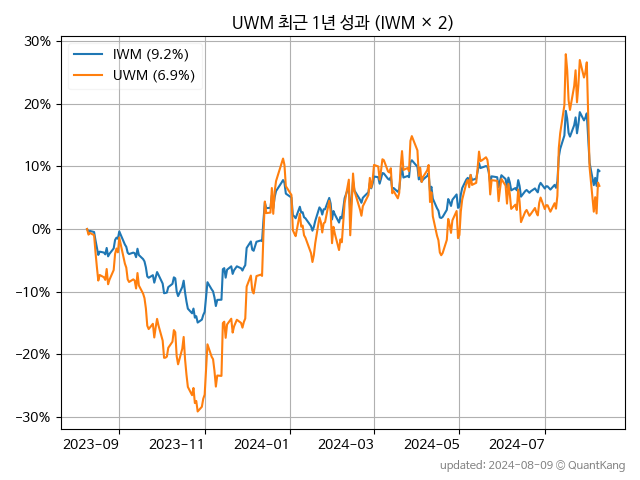 UWM 최근 1년 성과 (IWM × 2)
IWM (9.2%)
UWM (6.9%)
30%
20%
10%
0%
−10%
−20%
−30%
2023-09 2023-11 2024-01 2024-03 2024-05 2024-07
updated: 2024-08-09 © QuantKang